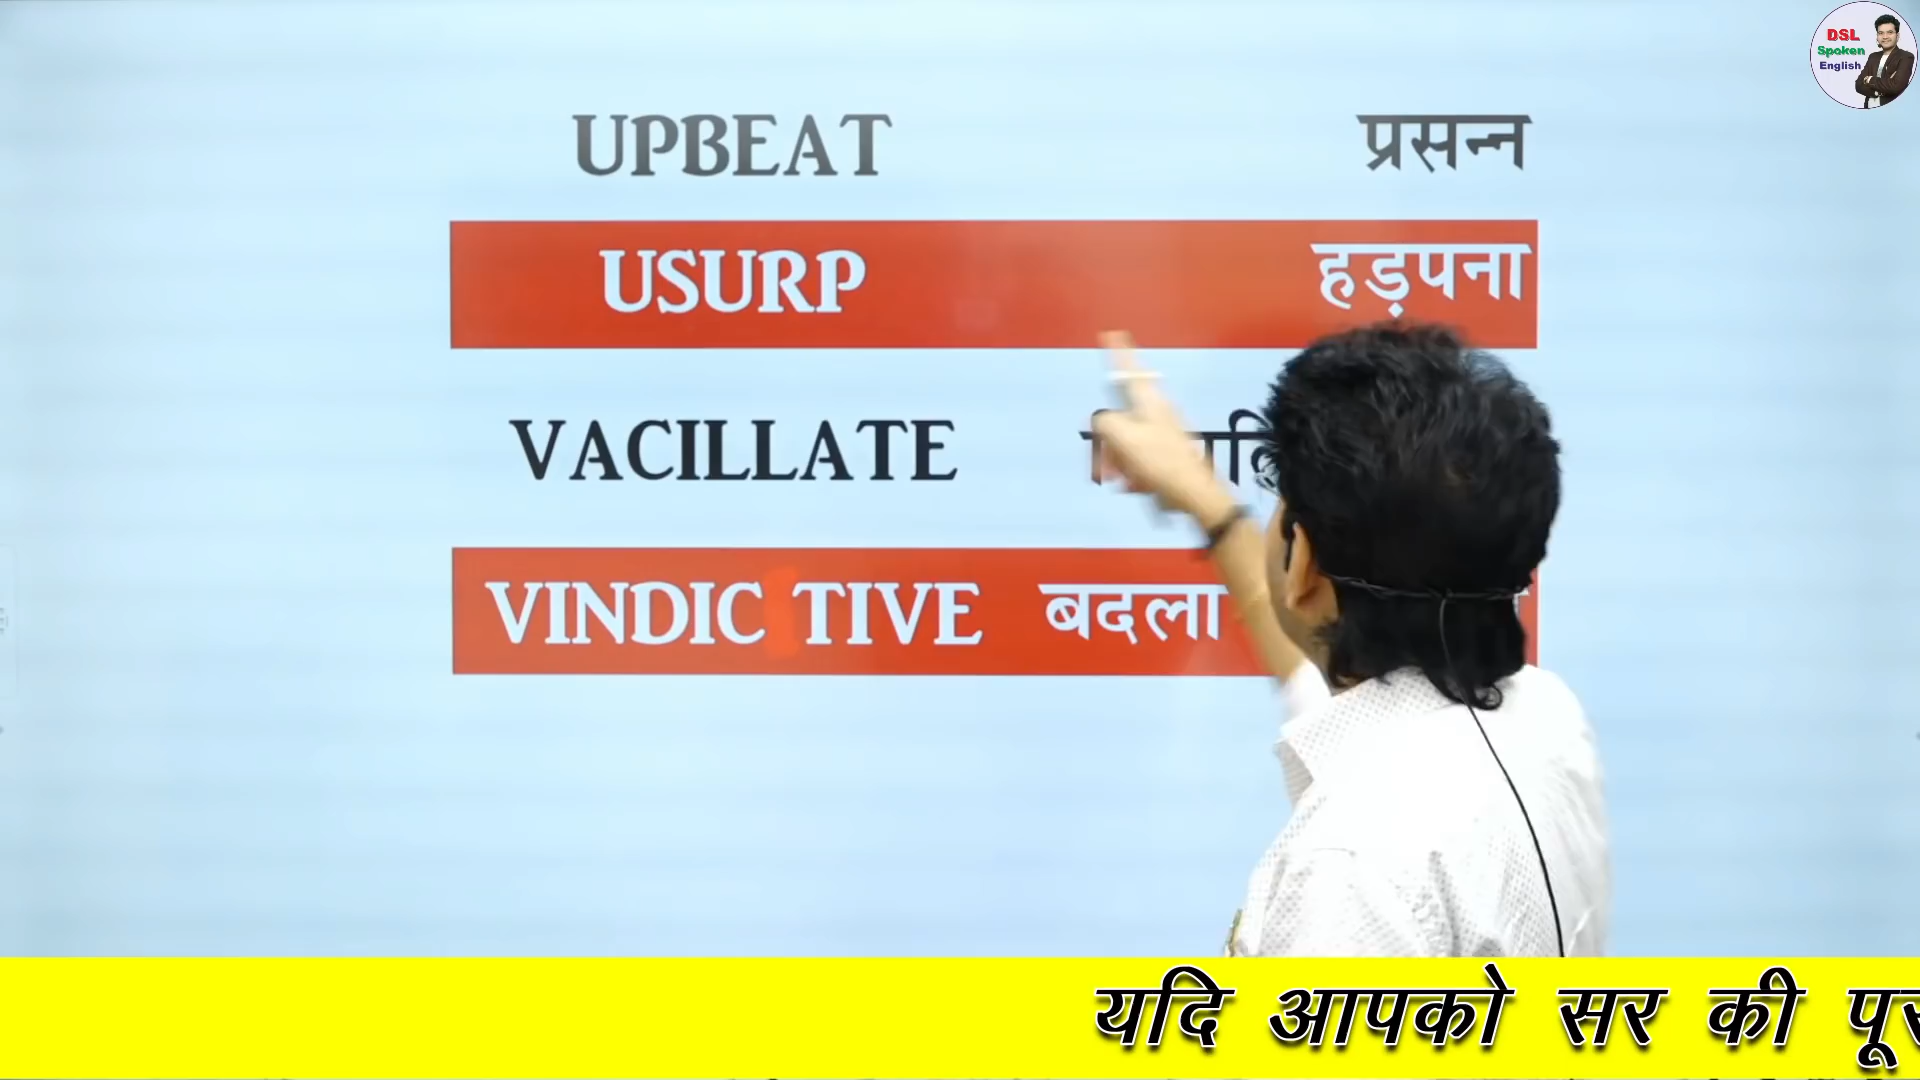 DSL
Spoken
English
UPBEAT प्रसन्न
USURP हड़पना
VACILLATE
VINDIC TIVE बदला
यदि आपको सर की